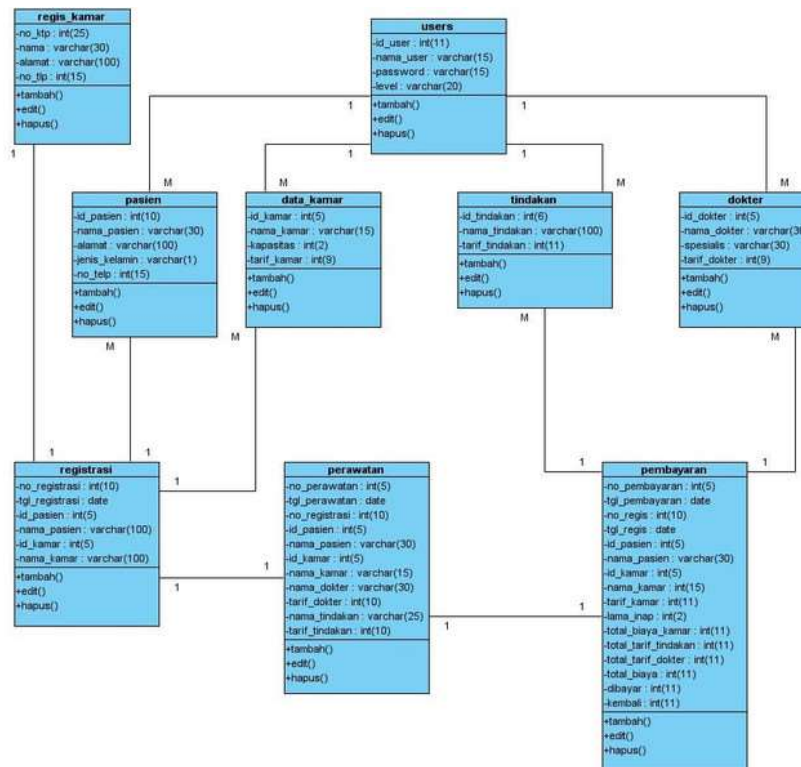 regis_kamar
-no_ktp : int(25)
-nama : varchar(30)
-alamat : varchar(100)
-no_tlp : int(15)
+tambah()
+edit()
+hapus()
1
users
-id_user : int(11)
-nama_user : varchar(15)
-password : varchar(15)
-level : varchar(20)
+tambah()
+edit()
+hapus()
1
1
1
1
M
M
M
M
pasien
-id_pasien : int(10)
-nama_pasien : varchar(30)
-alamat : varchar(100)
-jenis_kelamin : varchar(1)
-no_telp : int(15)
+tambah()
+edit()
+hapus()
M
data_kamar
-id_kamar : int(5)
-nama_kamar : varchar(15)
-kapasitas : int(2)
-tarif_kamar : int(9)
+tambah()
+edit()
+hapus()
M
tindakan
-id_tindakan : int(6)
-nama_tindakan : varchar(100)
-tarif_tindakan : int(11)
+tambah()
+edit()
+hapus()
M
dokter
-id_dokter : int(5)
-nama_dokter : varchar(30
-spesialis : varchar(30)
-tarif_dokter : int(9)
+tambah()
+edit()
+hapus()
M
1
1
1
1
1
registrasi
-no_registrasi : int(10)
-tgl_registrasi : date
-id_pasien : int(5)
-nama_pasien : varchar(100)
-id_kamar : int(5)
-nama_kamar : varchar(100)
+tambah()
+edit()
+hapus()
1
1
perawatan
-no_perawatan : int(5)
-tgl_perawatan : date
-no_registrasi : int(10)
-id_pasien : int(5)
-nama_pasien : varchar(30)
-id_kamar : int(5)
-nama_kamar : varchar(15)
-nama_dokter : varchar(30)
-tarif_dokter : int(10)
-nama_tindakan : varchar(25)
-tarif_tindakan : int(10)
+tambah()
+edit()
+hapus()
1
1
pembayaran
-no_pembayaran : int(5)
-tgl_pembayaran : date
-no_regis : int(10)
-tgl_regis : date
-id_pasien : int(5)
-nama_pasien : varchar(30)
-id_kamar : int(5)
-nama_kamar : int(15)
-tarif_kamar : int(11)
-lama_inap : int(2)
-total_biaya_kamar : int(11)
-total_tarif_tindakan : int(11)
-total_tarif_dokter : int(11)
-total_biaya : int(11)
-dibayar : int(11)
-kembali : int(11)
+tambah()
+edit()
+hapus()